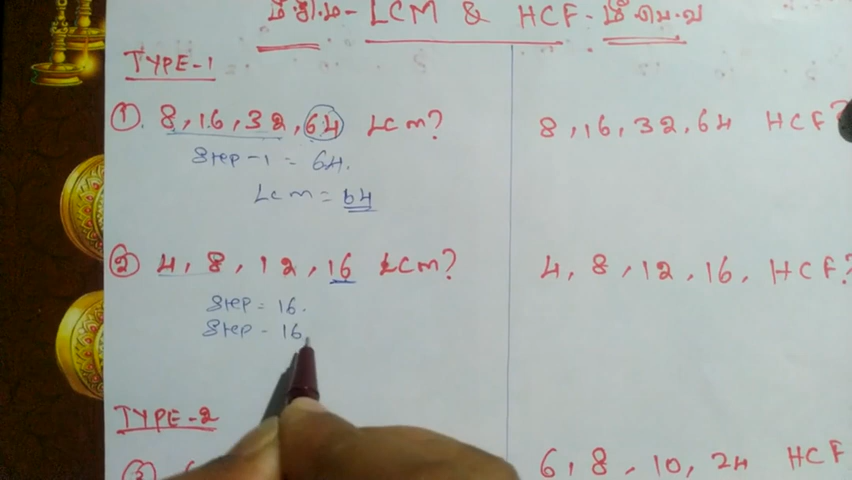 மீ.சி.ம - LCM & HCF - மீ.பெ.வ
TYPE-1
① 8, 16, 32, 64 LCM?
Step-1 = 64.
LCM = 64
② 4, 8, 12, 16 LCM?
Step = 16.
Step - 16
TYPE-2
③
8, 16, 32, 64 HCF?
4, 8, 12, 16, HCF?
6, 8, 10, 24 HCF